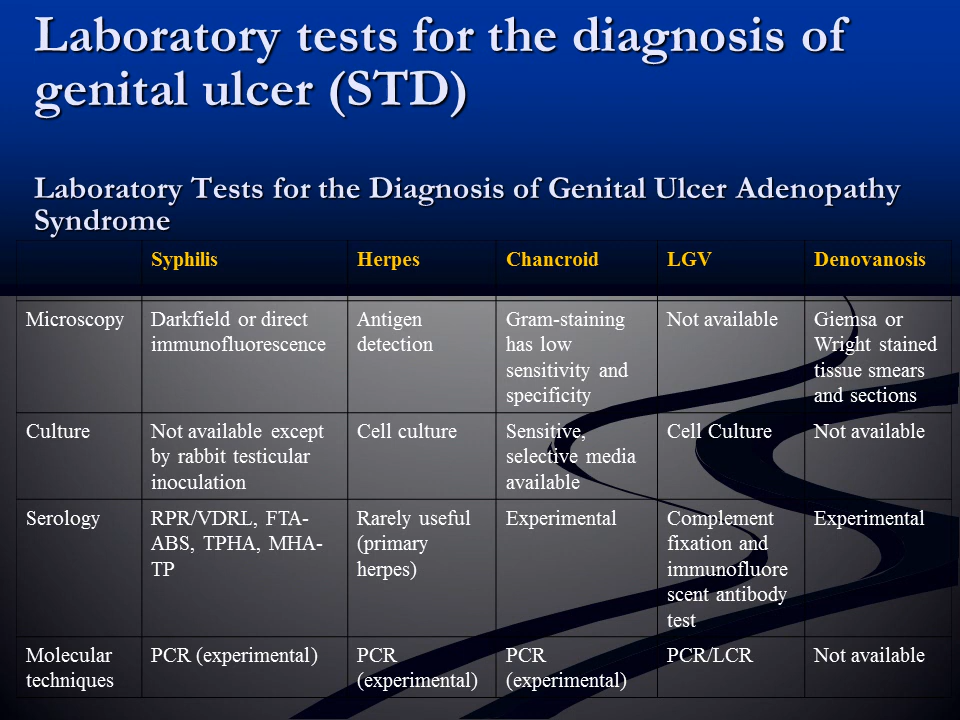 Laboratory tests for the diagnosis of
genital ulcer (STD)
Laboratory Tests for the Diagnosis of Genital Ulcer Adenopathy
Syndrome
Syphilis Herpes Chancroid LGV Denovanosis
Microscopy
Darkfield or direct
immunofluorescence
Antigen
detection
Gram-staining
has low
sensitivity and
specificity
Not available
Giemsa or
Wright stained
tissue smears
and sections
Culture
Not available except
by rabbit testicular
inoculation
Cell culture
Sensitive,
selective media
available
Cell Culture
Not available
Serology
RPR/VDRL, FTA-
ABS, TPHA, MHA-
TP
Rarely useful
(primary
herpes)
Experimental
Complement
fixation and
immunofluore
scent antibody
test
Experimental
Molecular
techniques
PCR (experimental)
PCR
(experimental)
PCR
(experimental)
PCR/LCR
Not available